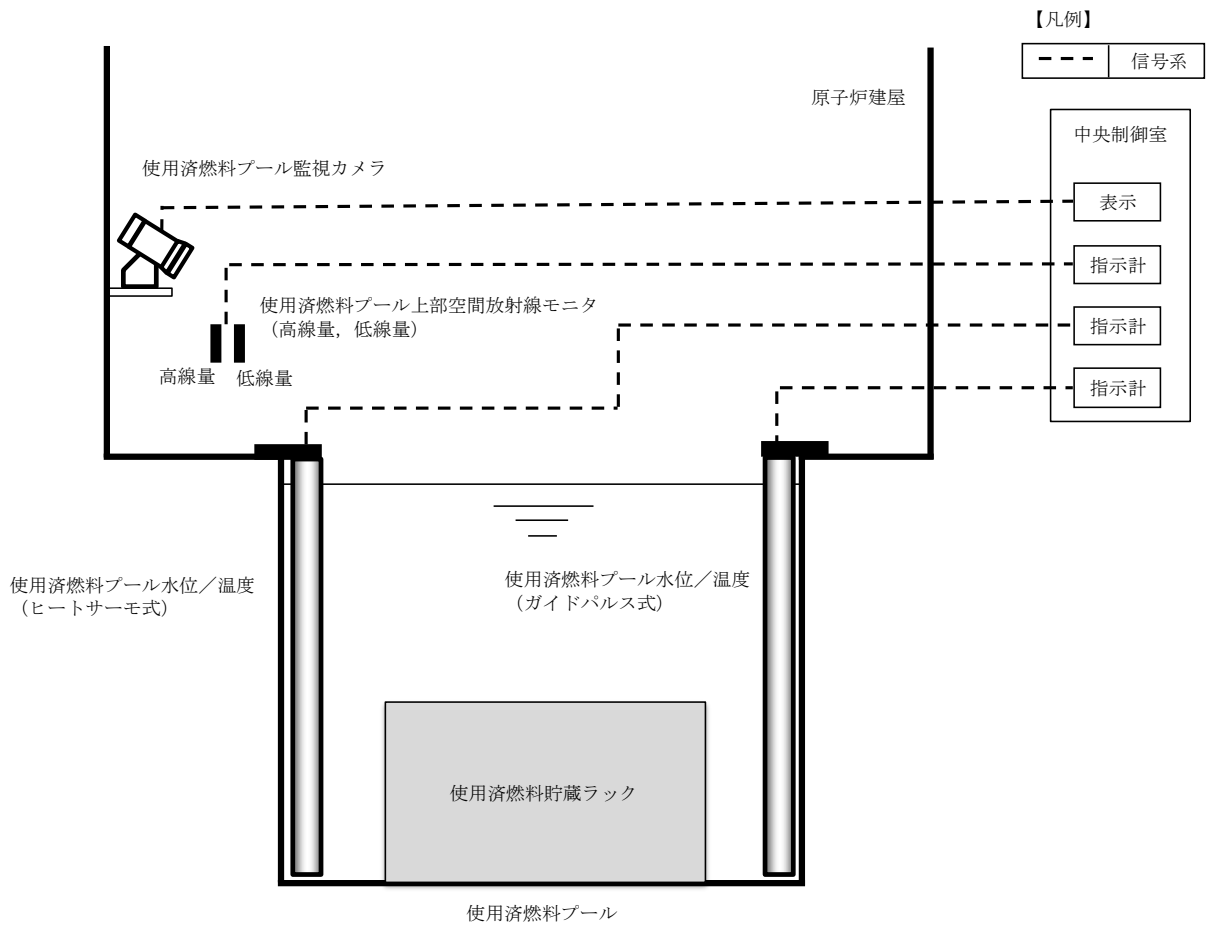 【凡例】
信号系
原子炉建屋
中央制御室
使用済燃料プール監視カメラ
表示
指示計
使用済燃料プール上部空間放射線モニタ
（高線量，低線量）
指示計
高線量
低線量
指示計
使用済燃料プール水位／温度
（ヒートサーモ式）
使用済燃料プール水位／温度
（ガイドパルス式）
使用済燃料貯蔵ラック
使用済燃料プール